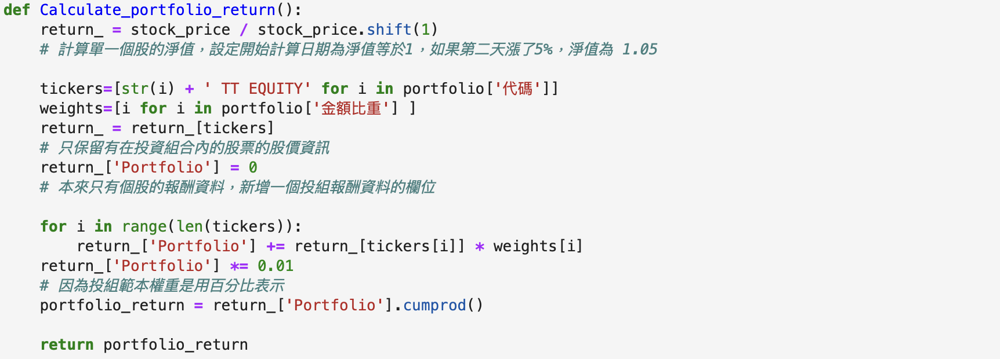 def Calculate_portfolio_return():
    return_ = stock_price / stock_price.shift(1)
    # 計算單一個股的淨值，設定開始計算日期為淨值等於1，如果第二天漲了5%，淨值為 1.05
    tickers=[str(i) + ' TT EQUITY' for i in portfolio['代碼']]
    weights=[i for i in portfolio['金額比重'] ]
    return_ = return_[tickers]
    # 只保留有在投資組合內的股票的股價資訊
    return_['Portfolio'] = 0
    # 本來只有個股的報酬資料，新增一個投組報酬資料的欄位
    for i in range(len(tickers)):
        return_['Portfolio'] += return_[tickers[i]] * weights[i]
    return_['Portfolio'] *= 0.01
    # 因為投組範本權重是用百分比表示
    portfolio_return = return_['Portfolio'].cumprod()
    return portfolio_return